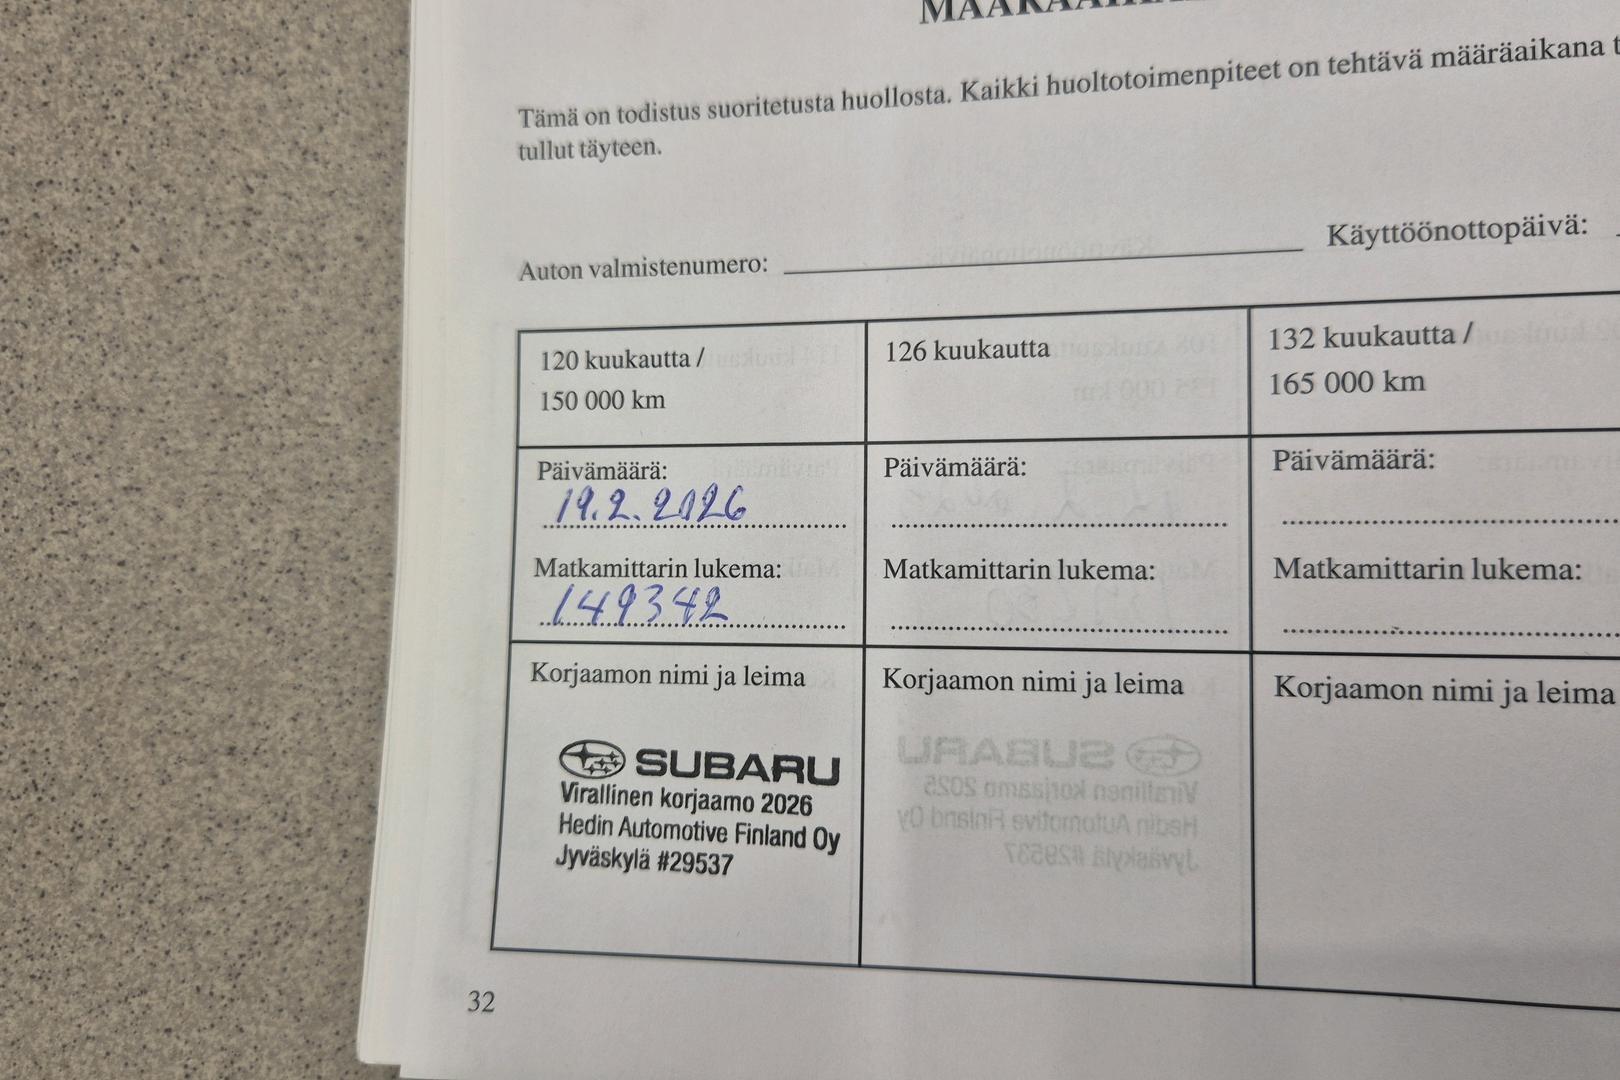 Tämä on todistus suoritetusta huollosta. Kaikki huoltotoimenpiteet on tehtävä määräaikana
tullut täyteen.
Auton valmistenumero: Käyttöönottopäivä:
120 kuukautta /
150 000 km
126 kuukautta
132 kuukautta /
165 000 km
Päivämäärä:
19.2.2026
Matkamittarin lukema:
149342
Päivämäärä:
Matkamittarin lukema:
Päivämäärä:
Matkamittarin lukema:
Korjaamon nimi ja leima
SUBARU
Virallinen korjaamo 2026
Hedin Automotive Finland Oy
Jyväskylä #29537
Korjaamon nimi ja leima
Korjaamon nimi ja leima
32